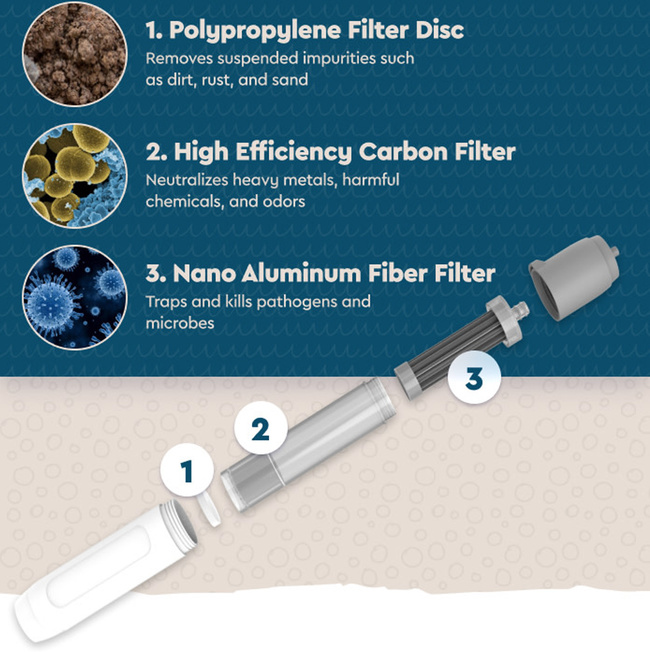 1. Polypropylene Filter Disc
Removes suspended impurities such
as dirt, rust, and sand
2. High Efficiency Carbon Filter
Neutralizes heavy metals, harmful
chemicals, and odors
3. Nano Aluminum Fiber Filter
Traps and kills pathogens and
microbes
3
2
1